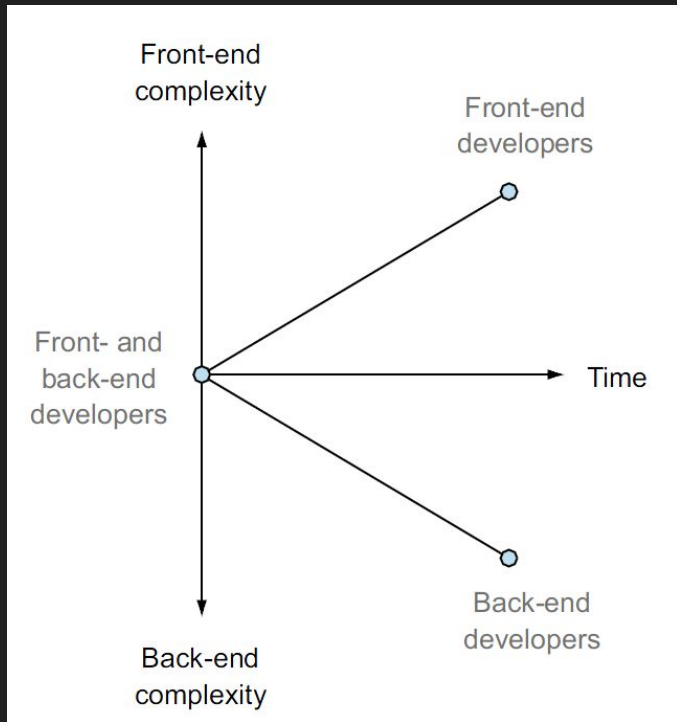 Front-end
complexity
Front-end
developers
Front- and
back-end
developers
Time
Back-end
developers
Back-end
complexity